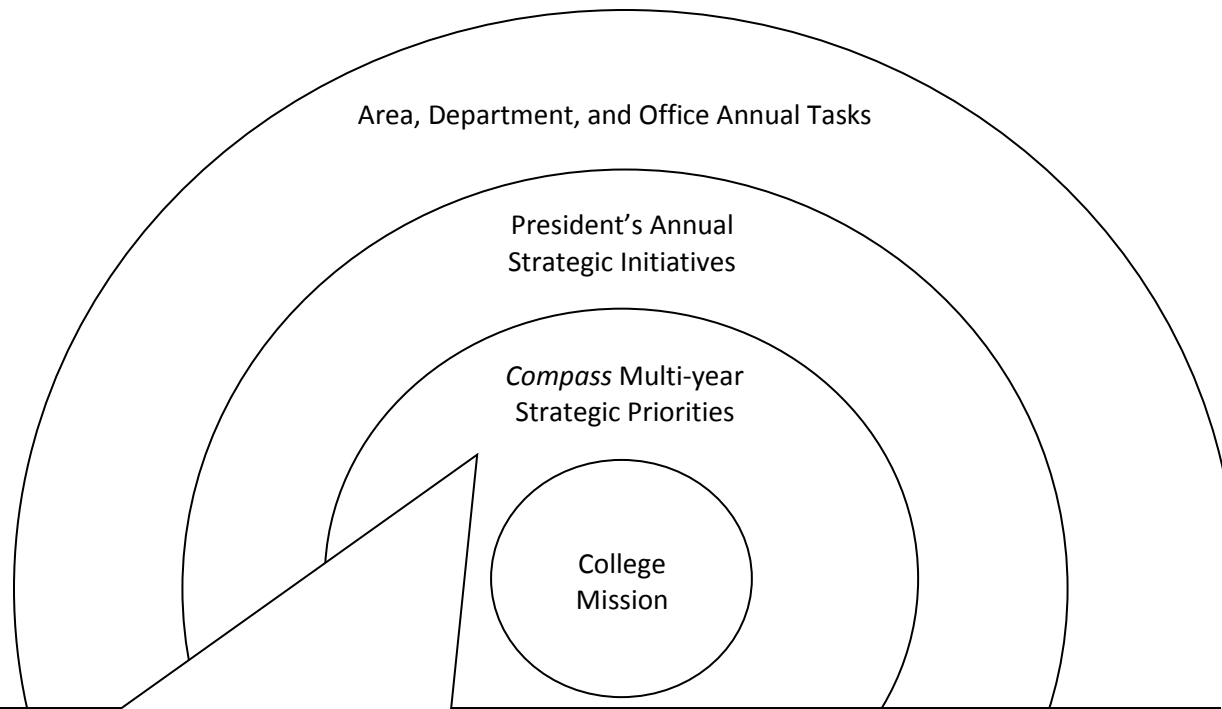 Area, Department, and Office Annual Tasks
President’s Annual
Strategic Initiatives
Compass Multi-year
Strategic Priorities
College
Mission